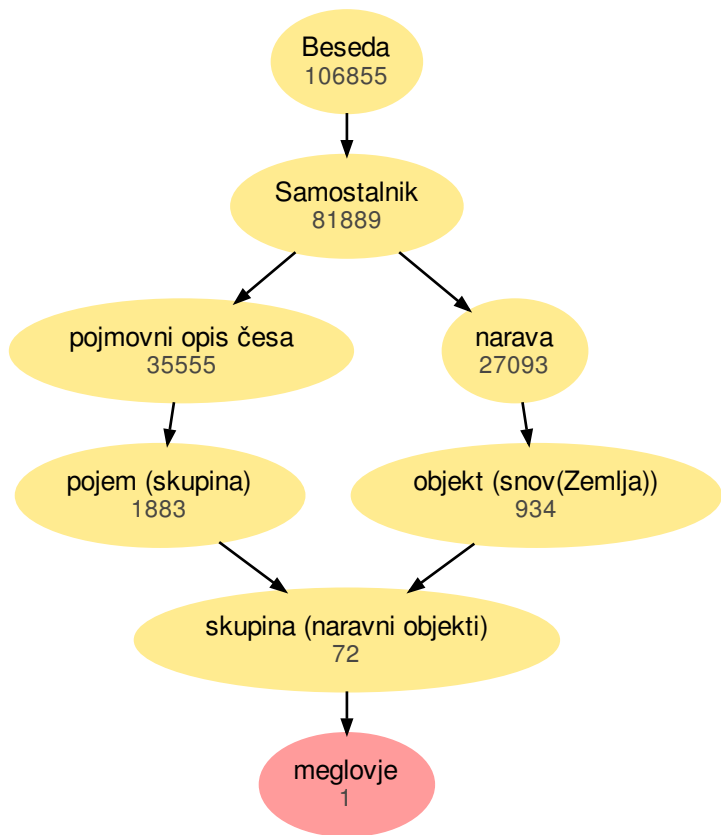 Beseda
106855
Samostalnik
81889
pojmovni opis česa
35555
narava
27093
pojem (skupina)
1883
objekt (snov(Zemlja))
934
skupina (naravni objekti)
72
meglovje
1